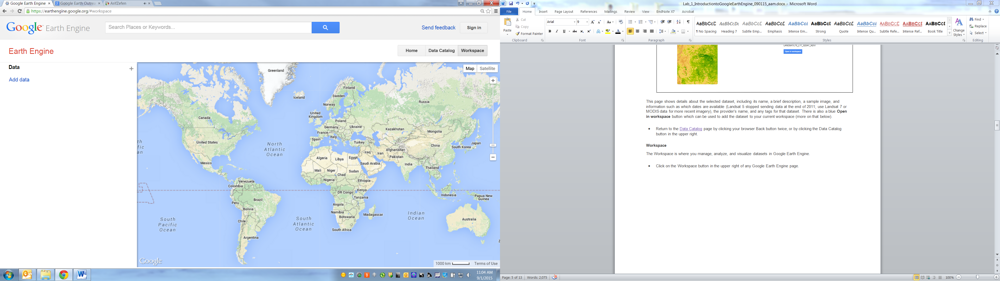 Google Earth Engine
Google Earth Outrea
ArifZefen
https://earthengine.google.org/#workspace
Google Earth Engine
Search Places or Keywords...
Send feedback
Sign in
Earth Engine
Home
Data Catalog
Workspace
Data
Add data
Map
Satellite
Greenland
Iceland
Finland
Sweden
Norway
Russia
United Kingdom
Canada
Poland
Germany
Ukraine
France
Kazakhstan
Mongolia
Italy
Spain
United States
Turkey
China
Japan
South Korea
North
Atlantic
Ocean
Afghanistan
Iraq
Iran
Pakistan
Algeria
Libya
Egypt
Saudi Arabia
India
Mexico
Thailand
Mali
Niger
Sudan
Chad
Nigeria
Ethiopia
Venezuela
Colombia
DR Congo
Kenya
Tanzania
Indonesia
Papua New
Guinea
Brazil
Peru
Angola
Bolivia
Namibia
Botswana
Madagascar
Indian
Ocean
Australia
South
Pacific
Ocean
Chile
South
Atlantic
Ocean
South Africa
Argentina
Google
1000 km
Terms of Use
11:04 AM
9/1/2015
Lab_1_IntroductiontoGoogleEarthEngine_090115_aam.docx - Microsoft Word
File
Home
Insert
Page Layout
References
Mailings
Review
View
EndNote X7
Acrobat
Paste
Cut
Copy
Format Painter
Clipboard
Arial
9
Font
Paragraph
AaBbCcD
¶ No Spacing
Heading 7
Subtle Emp...
Emphasis
Intense Em...
Strong
Quote
Intense Qu...
Subtle Refe...
Intense Ref...
Book Title
Change
Styles
Styles
Find
Replace
Select
Editing
LANDSAT/LT5_L1T_32DAY_NDVI
Open in workspace
This page shows details about the selected dataset, including its name, a brief description, a sample image, and
information such as which dates are available (Landsat 5 stopped sending data at the end of 2011; use Landsat 7 or
MODIS data for more recent imagery), the provider's name, and any tags for that dataset. There is also a blue Open
in workspace button which can be used to add the dataset to your current workspace (more on that below).
• Return to the Data Catalog page by clicking your browser Back button twice, or by clicking the Data Catalog
button in the upper right.
Workspace
The Workspace is where you manage, analyze, and visualize datasets in Google Earth Engine.
• Click on the Workspace button in the upper right of any Google Earth Engine page.
Page: 5 of 13
Words: 2,075
100%